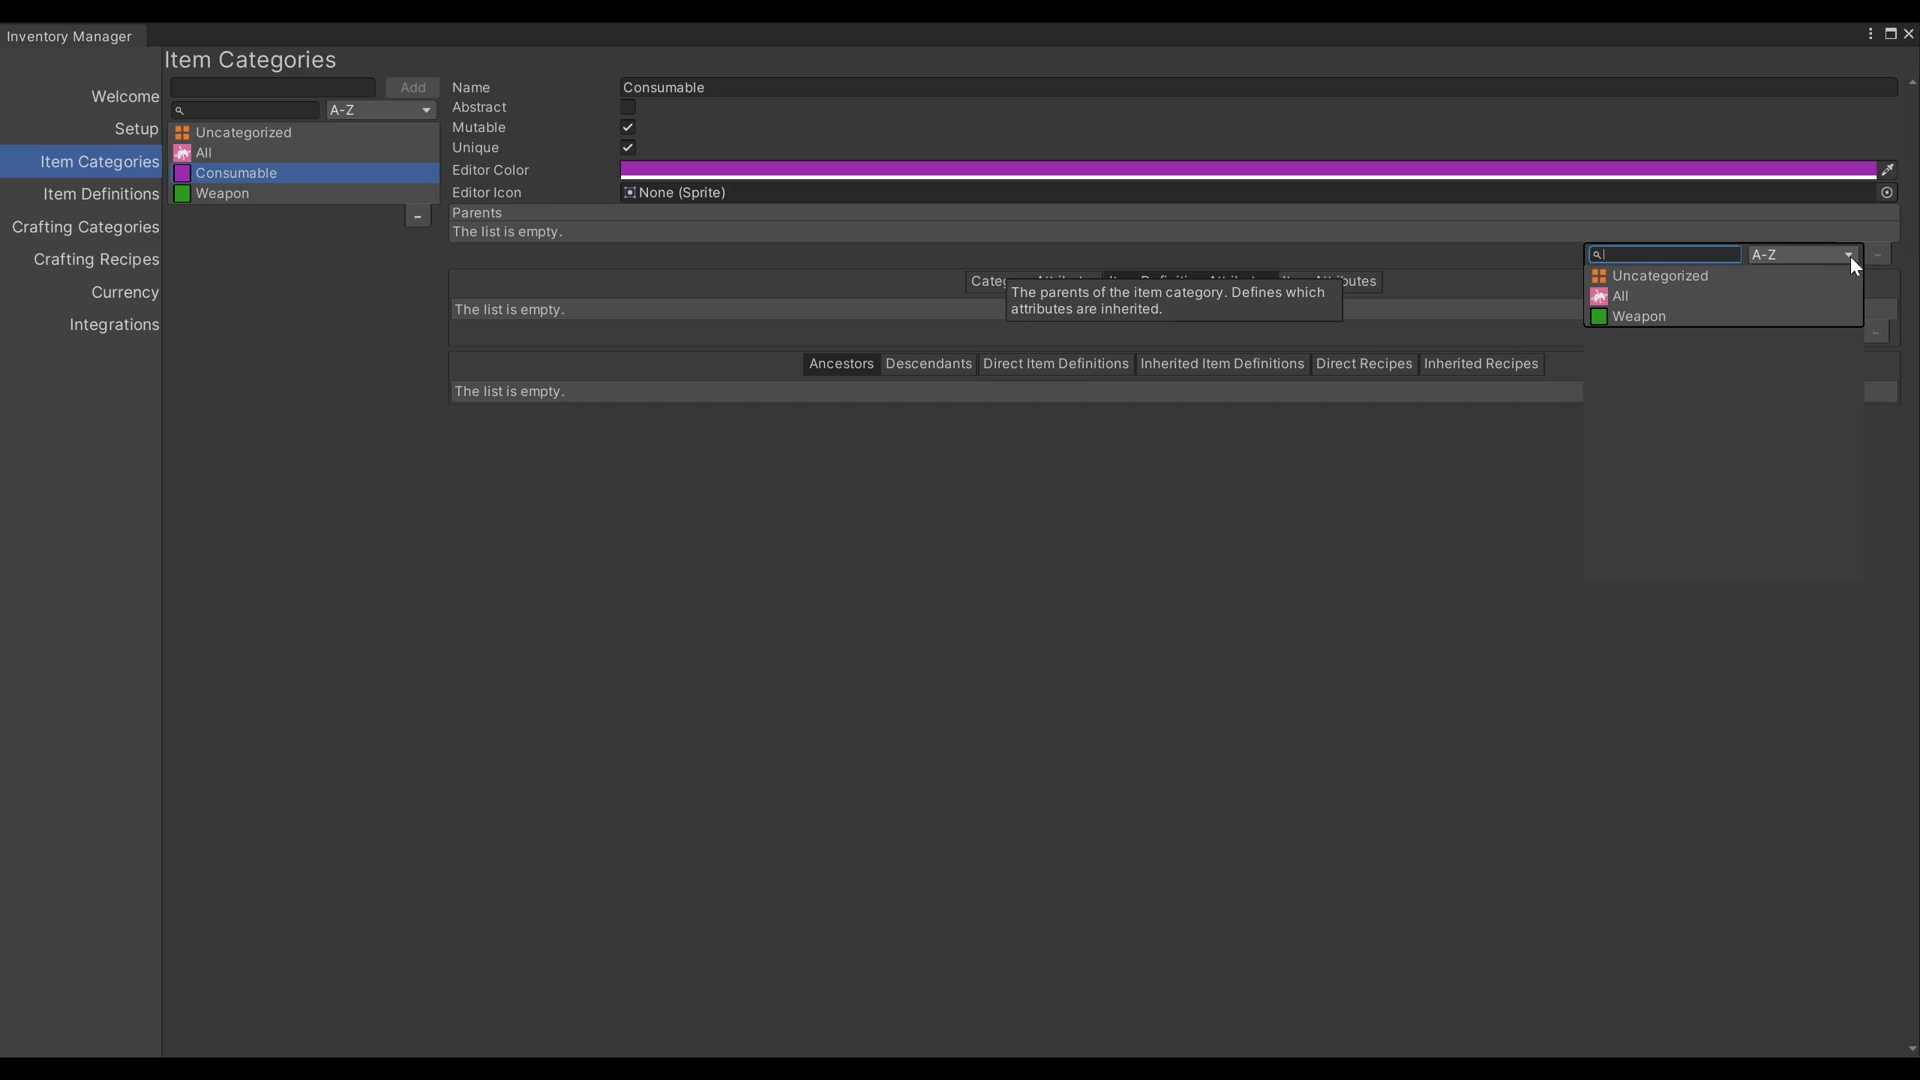 Inventory Manager
Item Categories
Welcome
Setup
Item Categories
Item Definitions
Crafting Categories
Crafting Recipes
Currency
Integrations
Add
A-Z
Uncategorized
All
Consumable
Weapon
-
Name Consumable
Abstract
Mutable
Unique
Editor Color
Editor Icon None (Sprite)
Parents
The list is empty.
A-Z
Uncategorized
All
Weapon
The parents of the item category. Defines which
attributes are inherited.
The list is empty.
Ancestors Descendants Direct Item Definitions Inherited Item Definitions Direct Recipes Inherited Recipes
The list is empty.